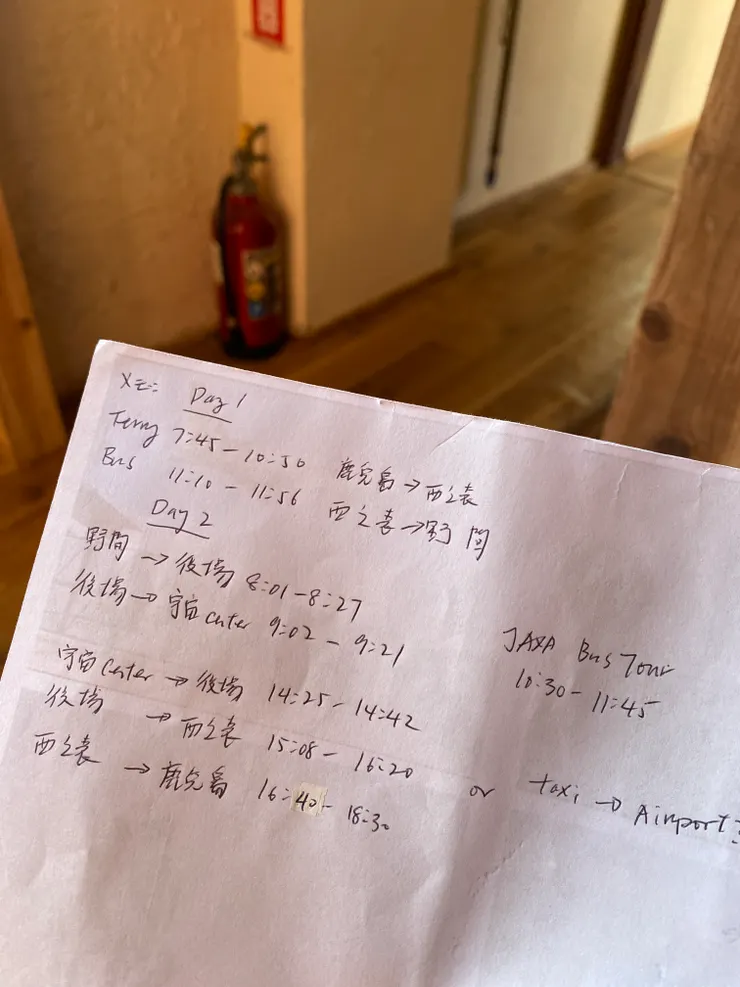 メモ: Day 1
Ferry 7:45 - 10:50 鹿児島 → 西之表
Bus 11:10 - 11:56 西之表 → 野間
Day 2
野間 → 役場 8:01 - 8:27
役場 → 宇宙 center 9:02 - 9:21
JAXA Bus Tour
10:30 - 11:45
宇宙 center → 役場 14:25 - 14:42
役場 → 西之表 15:08 - 16:20
西之表 → 鹿児島 16:40 - 18:30 or taxi → Airport